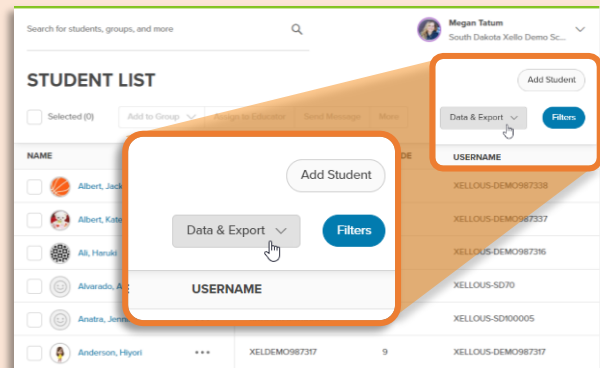 Search for students, groups, and more
Megan Tatum
South Dakota Xello Demo Sc...
STUDENT LIST
Add Student
Selected (0) Add to Group Assign to Educator Send Message More
Data & Export Filters
NAME
DE
USERNAME
Add Student
Data & Export Filters
USERNAME
Albert, Jack
XELLOUS-DEMO987338
Albert, Kate
XELLOUS-DEMO987337
Ali, Haruki
XELLOUS-DEMO987316
Alvarado, A
XELLOUS-SD70
Anatra, Jenn
XELLOUS-SD100005
Anderson, Hiyori ••• XELDEMO987317 9 XELLOUS-DEMO987317